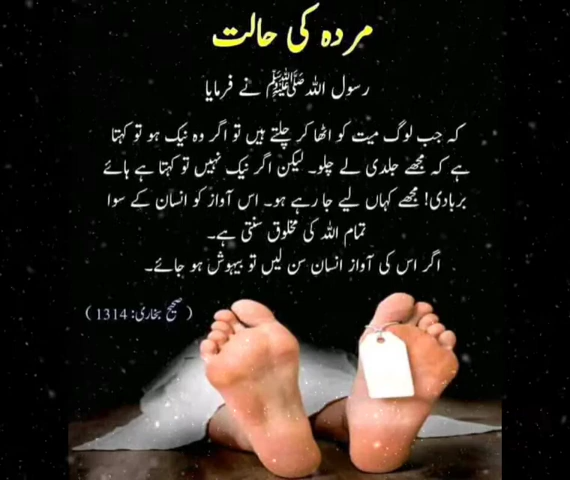 مردہ کی حالت
رسول اللہ ﷺ نے فرمایا
کہ جب لوگ میت کو اٹھا کر چلتے ہیں تو اگر وہ نیک ہو تو کہتا
ہے کہ مجھے جلدی لے چلو۔ لیکن اگر نیک نہیں تو کہتا ہے ہائے
بربادی! مجھے کہاں لیے جا رہے ہو۔ اس آواز کو انسان کے سوا
تمام اللہ کی مخلوق سنتی ہے۔
اگر اس کی آواز انسان سن لیں تو بیہوش ہو جائے۔
( صحیح بخاری: 1314 )